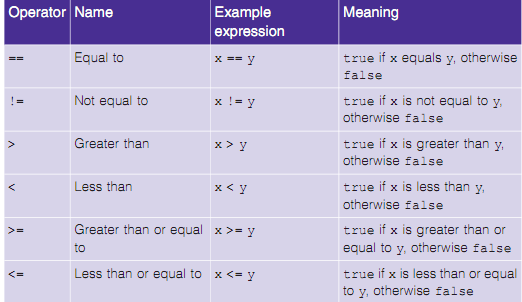 Operator Name Example expression Meaning
== Equal to x == y true if x equals y, otherwise false
!= Not equal to x != y true if x is not equal to y, otherwise false
> Greater than x > y true if x is greater than y, otherwise false
< Less than x < y true if x is less than y, otherwise false
>= Greater than or equal to x >= y true if x is greater than or equal to y, otherwise false
<= Less than or equal to x <= y true if x is less than or equal to y, otherwise false